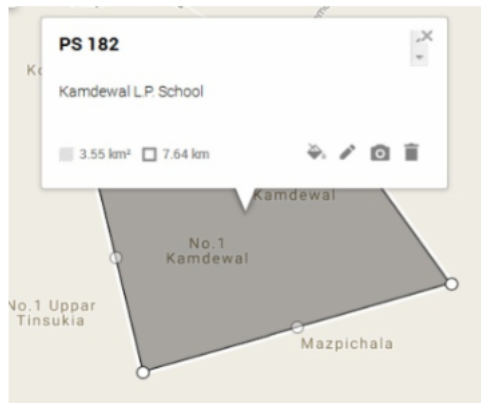 PS 182
Ko
Kamdewal L.P. School
3.55 km² 7.64 km
Kamdewal
No.1
Kamdewal
No.1 Uppar
Tinsukia
Mazpichala